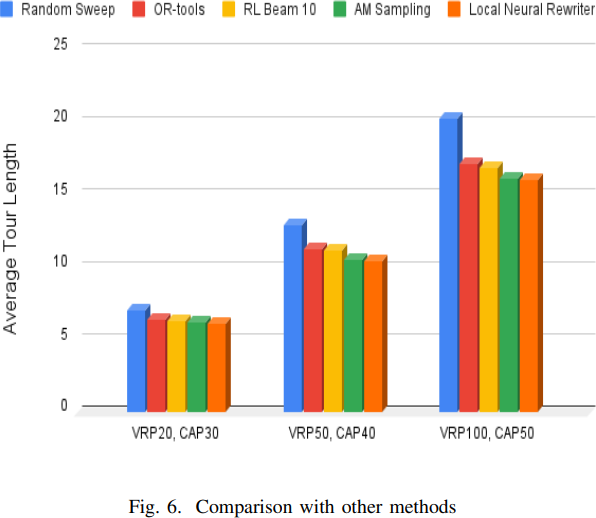 Random Sweep OR-tools RL Beam 10 AM Sampling Local Neural Rewriter
25
20
15
10
5
0
Average Tour Length
VRP20, CAP30 VRP50, CAP40 VRP100, CAP50
Fig. 6. Comparison with other methods